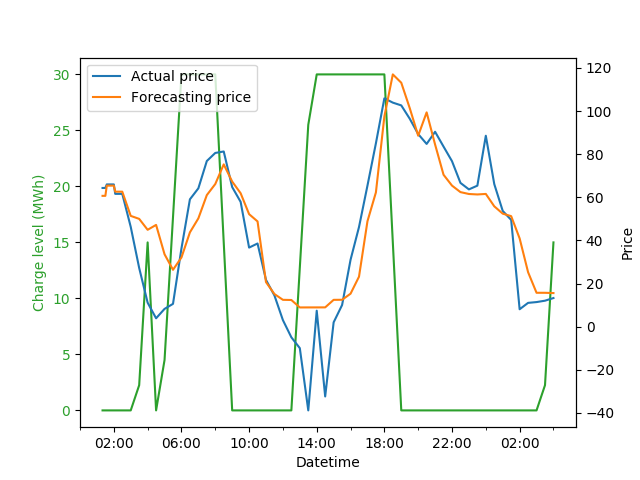 Actual price
Forecasting price
30
25
20
15
10
5
0
Charge level (MWh)
120
100
80
60
40
20
0
−20
−40
Price
02:00 06:00 10:00 14:00 18:00 22:00 02:00
Datetime